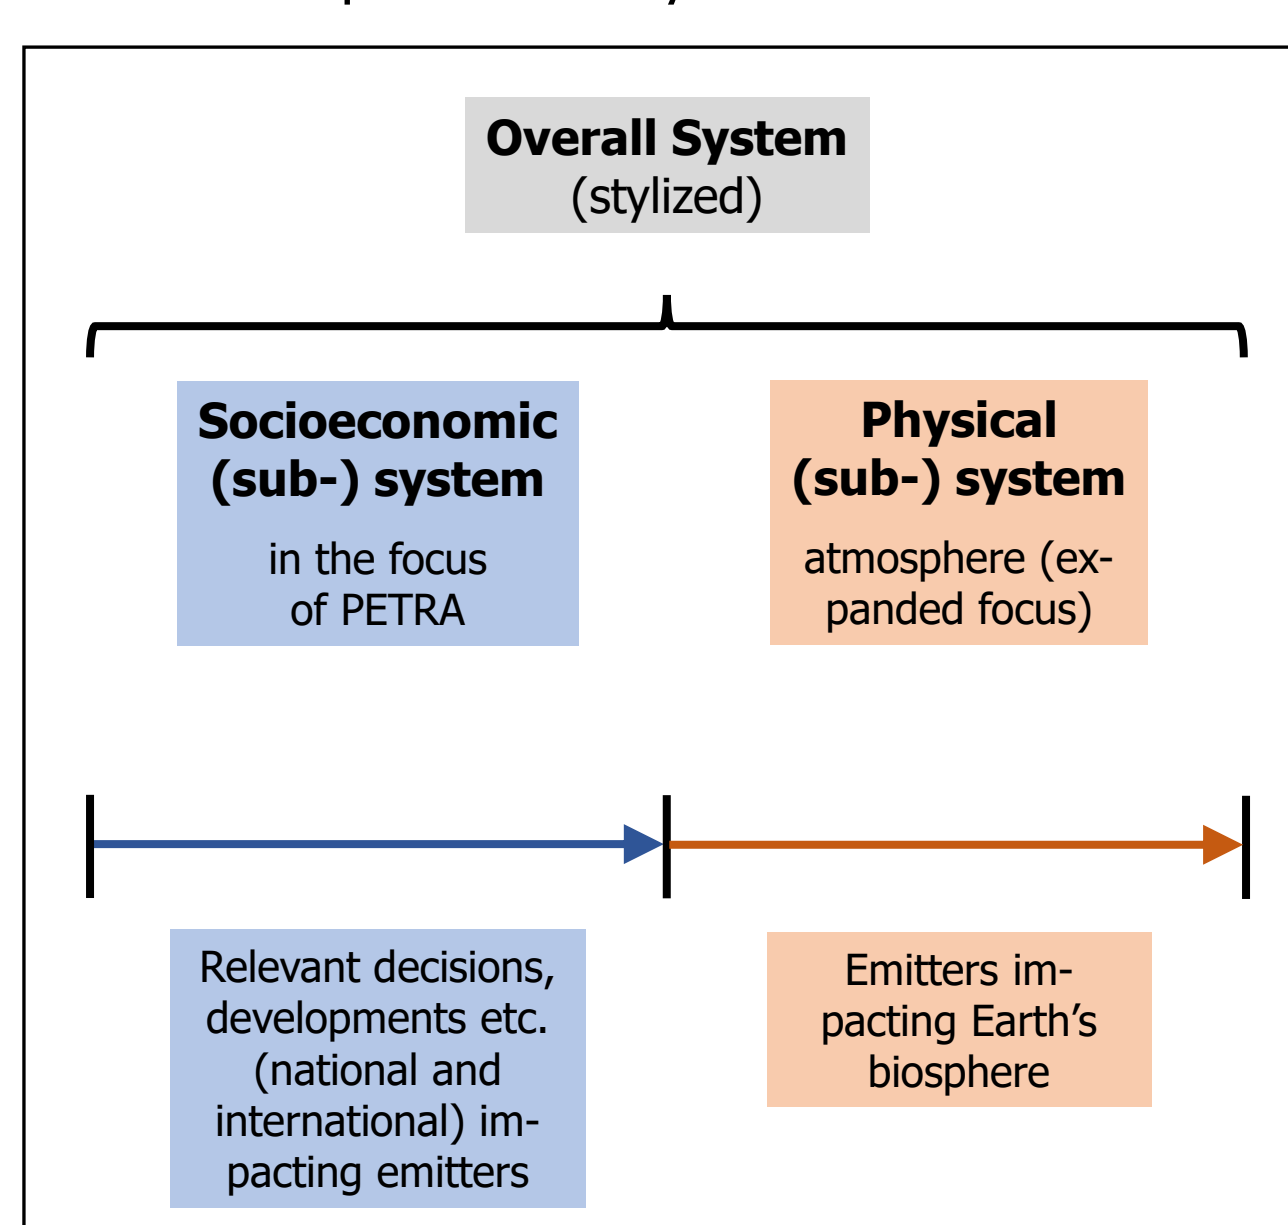 Overall System
(stylized)
Socioeconomic
(sub-) system
in the focus
of PETRA
Physical
(sub-) system
atmosphere (ex-
panded focus)
Relevant decisions,
developments etc.
(national and
international) im-
pacting emitters
Emitters im-
pacting Earth’s
biosphere